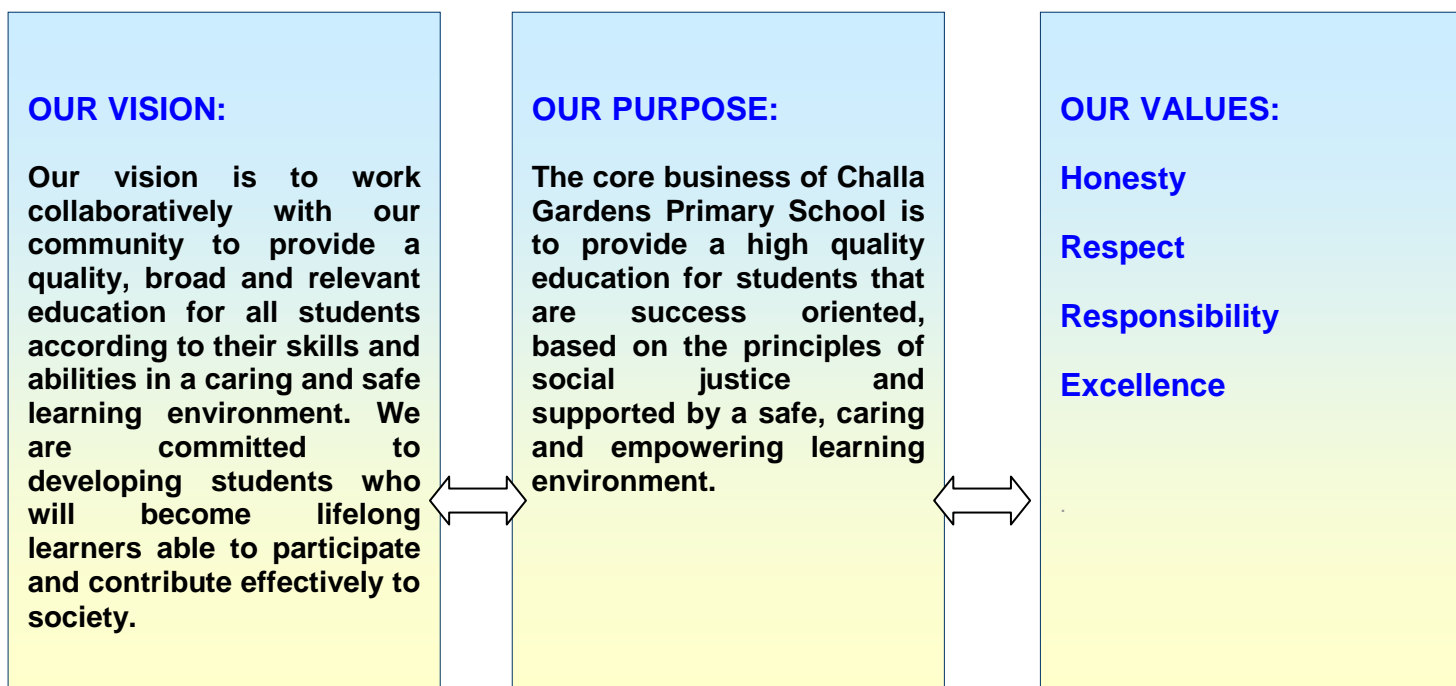 OUR VISION:
Our vision is to work
collaboratively with our
community to provide a
quality, broad and relevant
education for all students
according to their skills and
abilities in a caring and safe
learning environment. We
are committed to
developing students who
will become lifelong
learners able to participate
and contribute effectively to
society.
OUR PURPOSE:
The core business of Challa
Gardens Primary School is
to provide a high quality
education for students that
are success oriented,
based on the principles of
social justice and
supported by a safe, caring
and empowering learning
environment.
OUR VALUES:
Honesty
Respect
Responsibility
Excellence
.